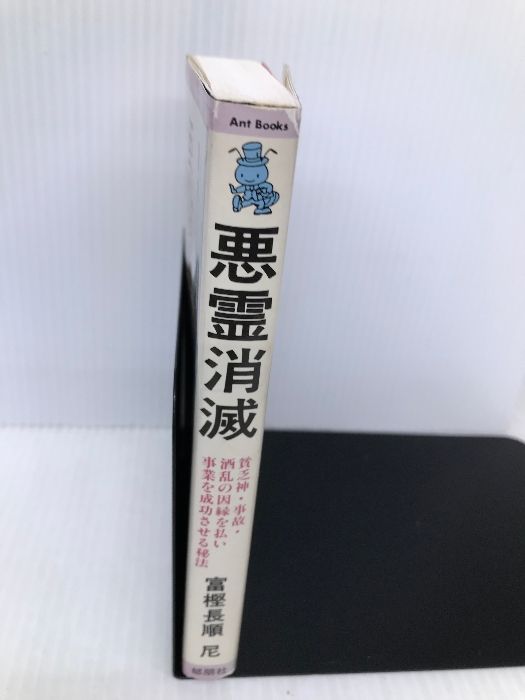 Ant Books
悪霊消滅
貧乏神・事故・
酒乱の因縁を払い
事業を成功させる秘法
富樫長順 尼